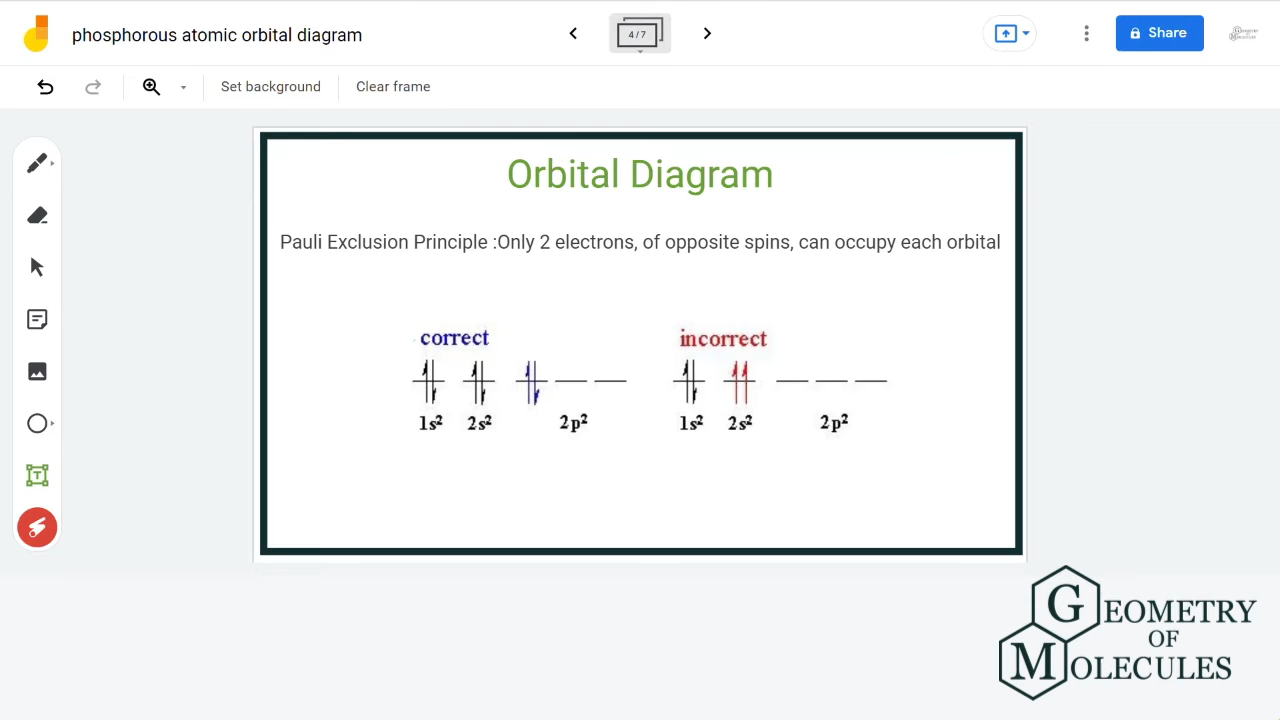 phosphorous atomic orbital diagram
4 / 7
Share
Set background
Clear frame
Orbital Diagram
Pauli Exclusion Principle :Only 2 electrons, of opposite spins, can occupy each orbital
correct
incorrect
1s² 2s² 2p²
1s² 2s² 2p²
T
GEOMETRY
OF
MOLECULES